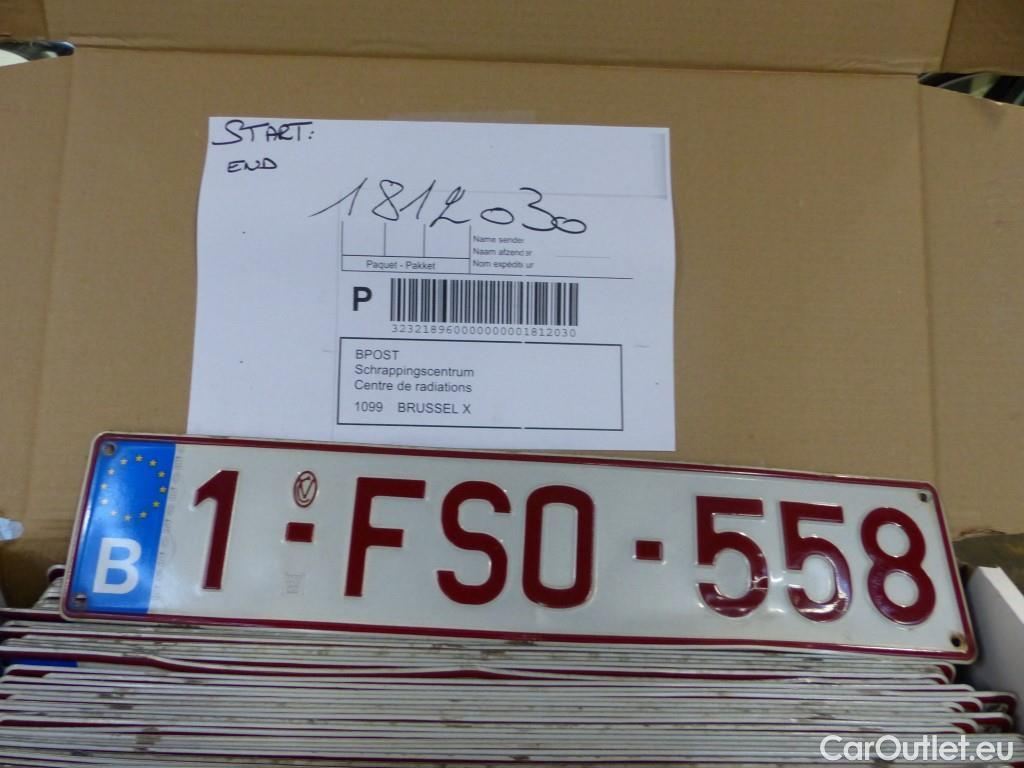 START:
END
1812030
Name sender
Naam afzender
Nom expéditeur
Paquet - Pakket
P
323218960000000001812030
BPOST
Schrappingscentrum
Centre de radiations
1099 BRUSSEL X
B 1-FSO-558
CarOutlet.eu